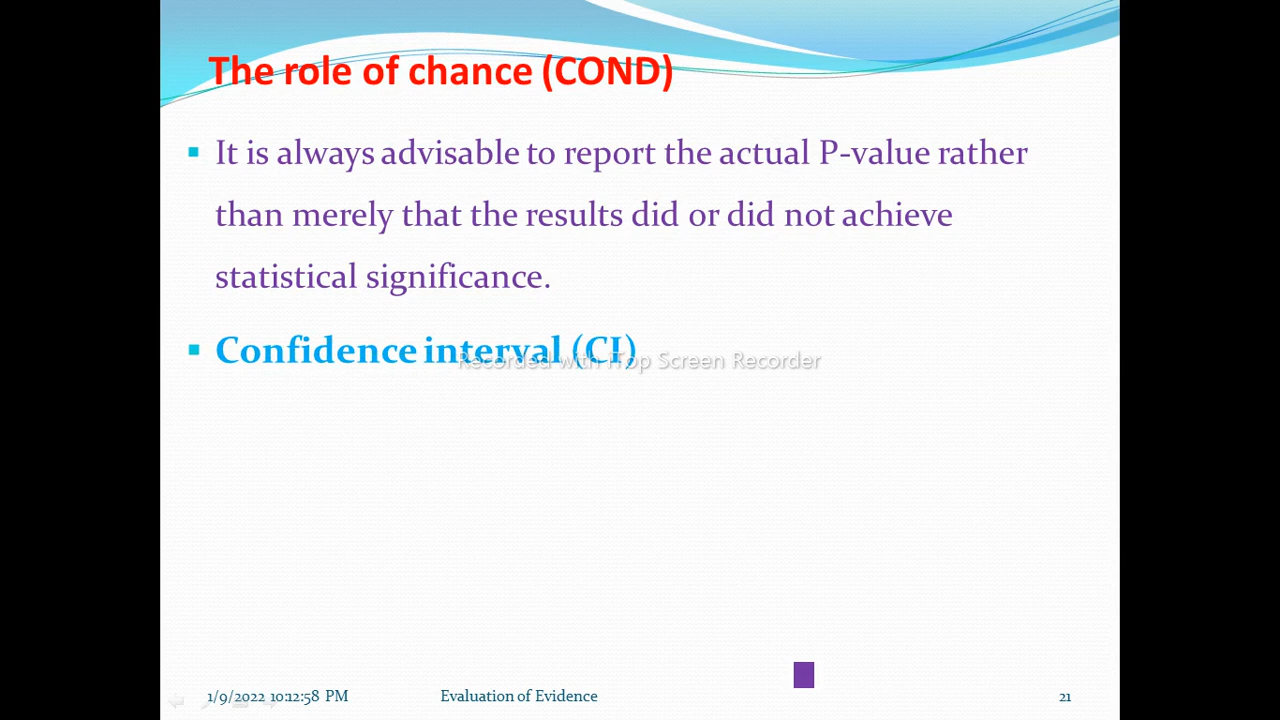 The role of chance (COND)
▪ It is always advisable to report the actual P-value rather
than merely that the results did or did not achieve
statistical significance.
▪ Confidence interval (CI)
Recorded with iTop Screen Recorder
1/9/2022 10:12:58 PM Evaluation of Evidence 21